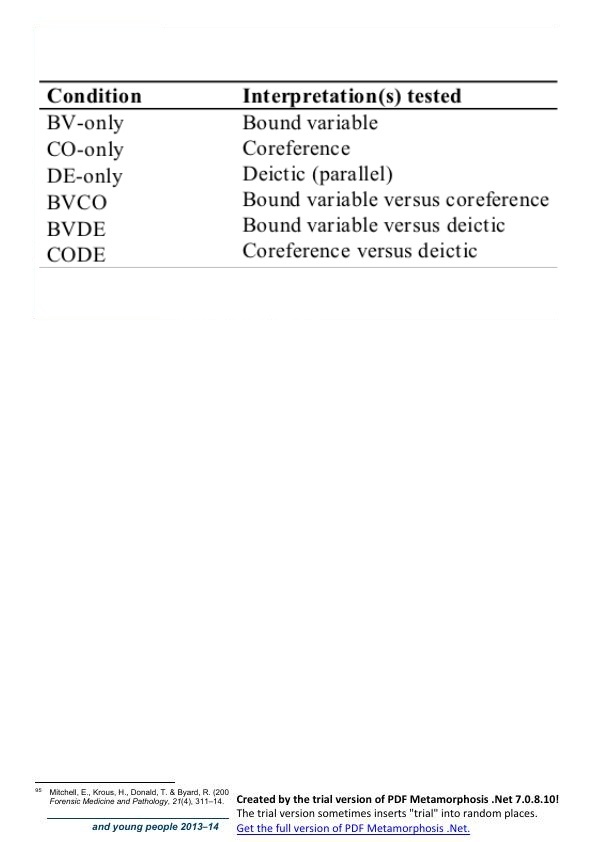 Condition Interpretation(s) tested
BV-only Bound variable
CO-only Coreference
DE-only Deictic (parallel)
BVCO Bound variable versus coreference
BVDE Bound variable versus deictic
CODE Coreference versus deictic
95 Mitchell, E., Krous, H., Donald, T. & Byard, R. (200
Forensic Medicine and Pathology, 21(4), 311–14.
and young people 2013–14
Created by the trial version of PDF Metamorphosis .Net 7.0.8.10!
The trial version sometimes inserts "trial" into random places.
Get the full version of PDF Metamorphosis .Net.